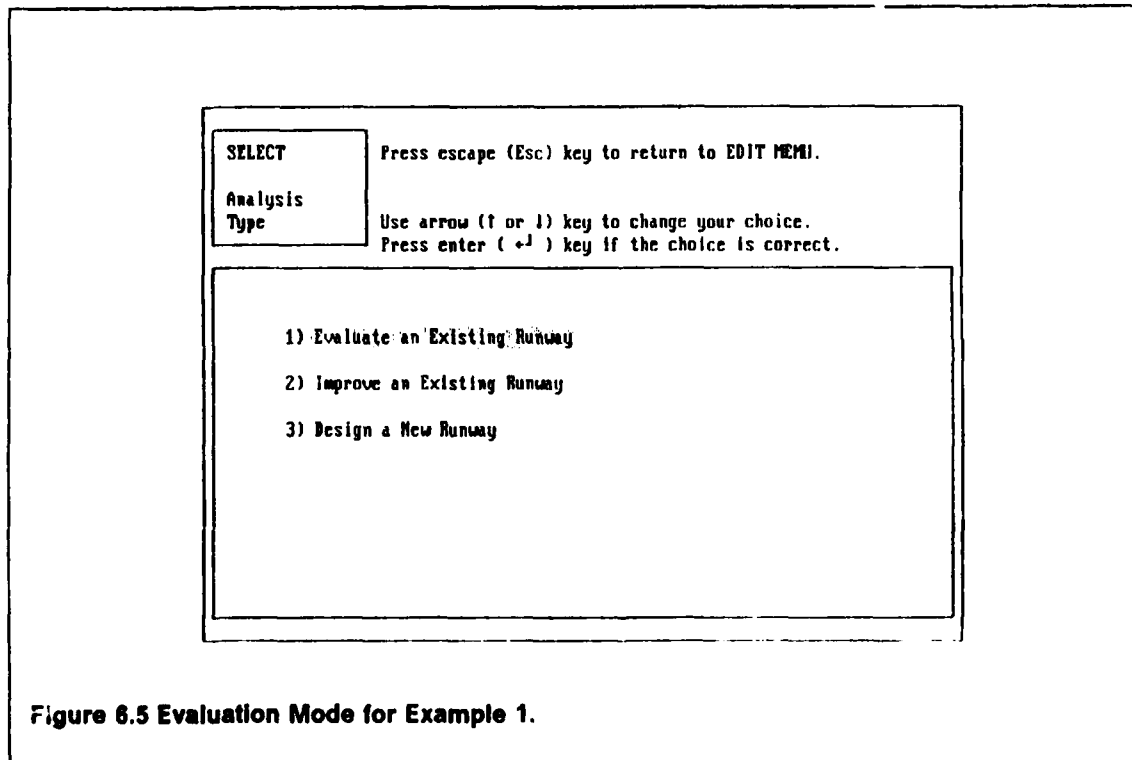 SELECT
Analysis
Type
Press escape (Esc) key to return to EDIT MENU.
Use arrow (↑ or ↓) key to change your choice.
Press enter ( ↵ ) key if the choice is correct.
1) Evaluate an Existing Runway
2) Improve an Existing Runway
3) Design a New Runway
Figure 6.5 Evaluation Mode for Example 1.